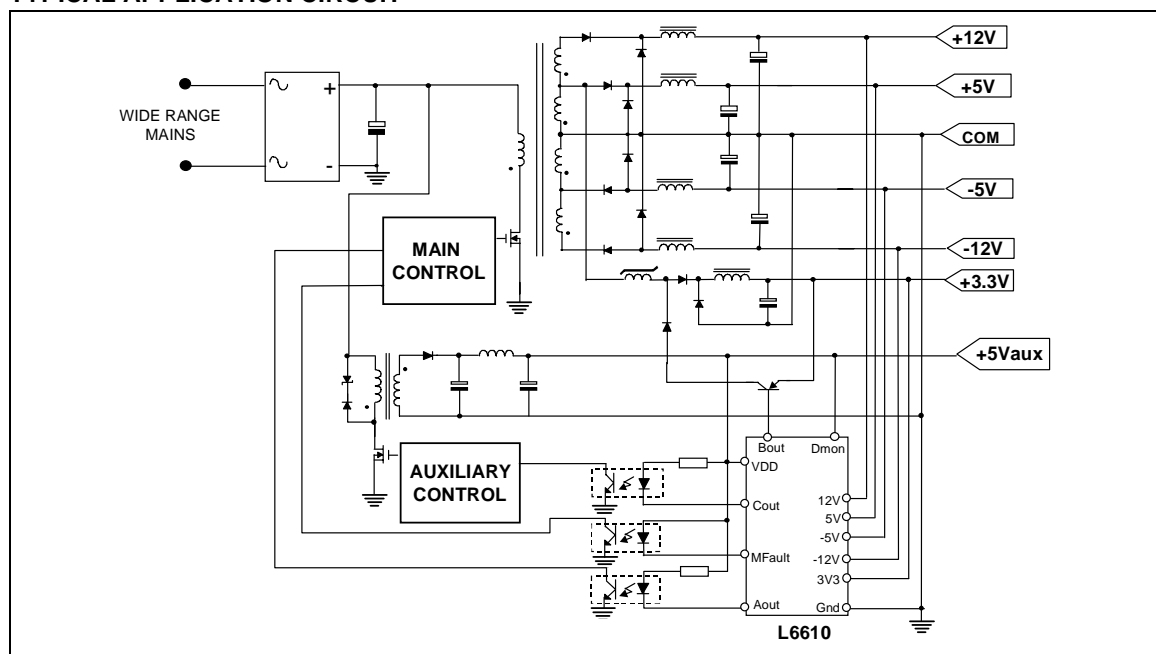 TYPICAL APPLICATION CIRCUIT
+12V
+5V
WIDE RANGE
MAINS
+
-
COM
-5V
MAIN
CONTROL
-12V
+3.3V
+5Vaux
Bout
Dmon
VDD
AUXILIARY
CONTROL
Cout
12V
5V
-5V
MFault
-12V
3V3
Aout
Gnd
L6610